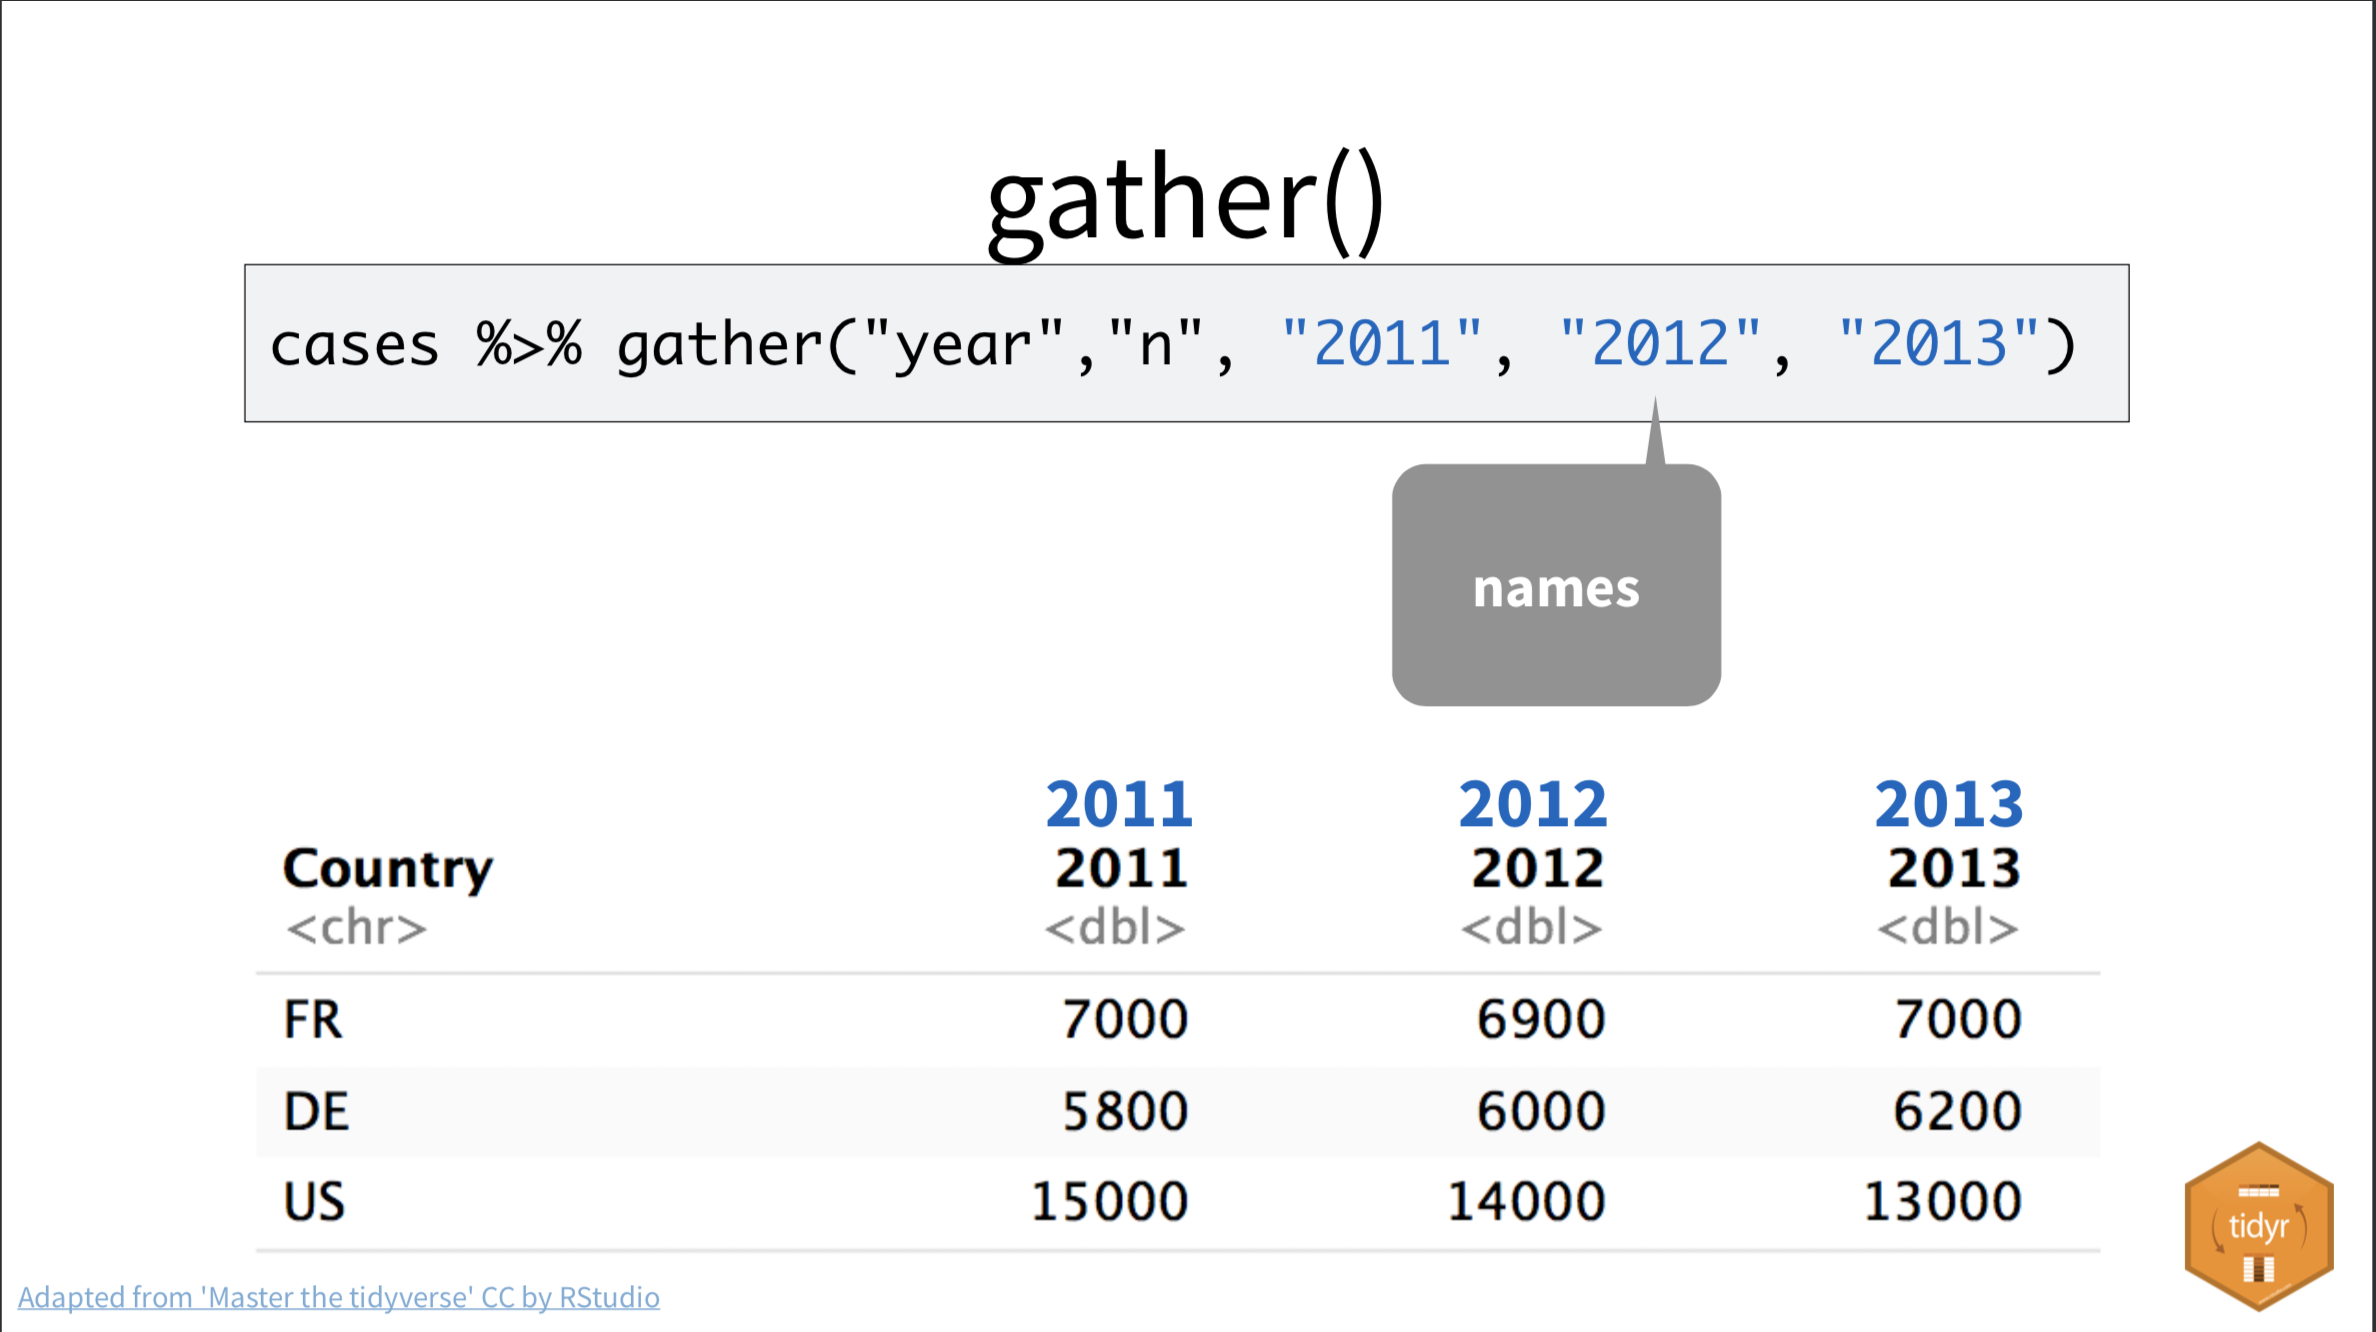 gather()
cases %>% gather("year","n", "2011", "2012", "2013")
names
2011 2012 2013
Country 2011 2012 2013
<chr> <dbl> <dbl> <dbl>
FR 7000 6900 7000
DE 5800 6000 6200
US 15000 14000 13000
tidyr
Adapted from 'Master the tidyverse' CC by RStudio